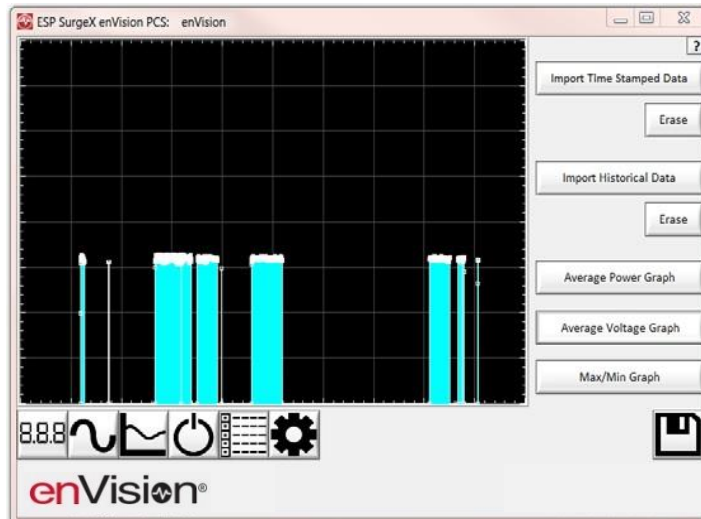 ESP SurgeX enVision PCS: enVision
?
Import TIme Stamped Data
Erase
Import Historical Data
Erase
Average Power Graph
Average Voltage Graph
Max/Min Graph
8.8.8
enVision®